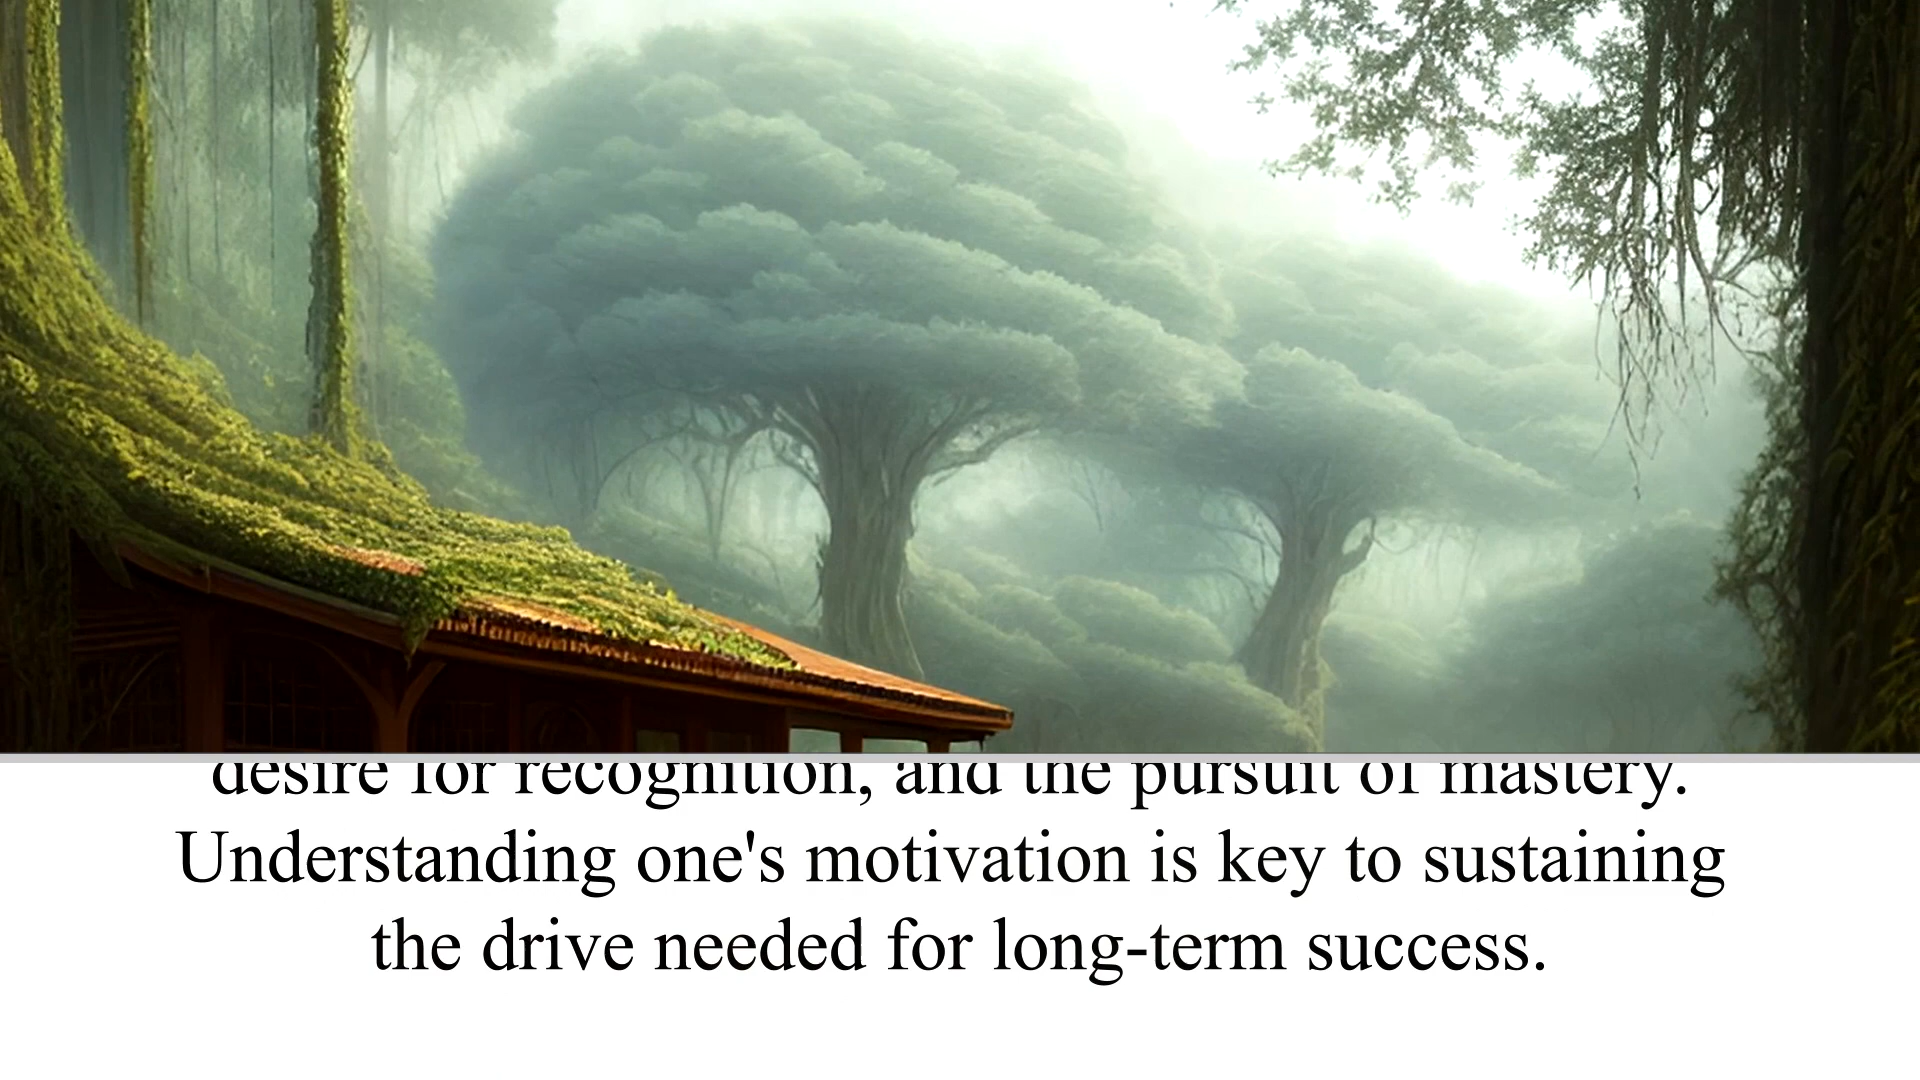 desire for recognition, and the pursuit of mastery.
Understanding one's motivation is key to sustaining
the drive needed for long-term success.